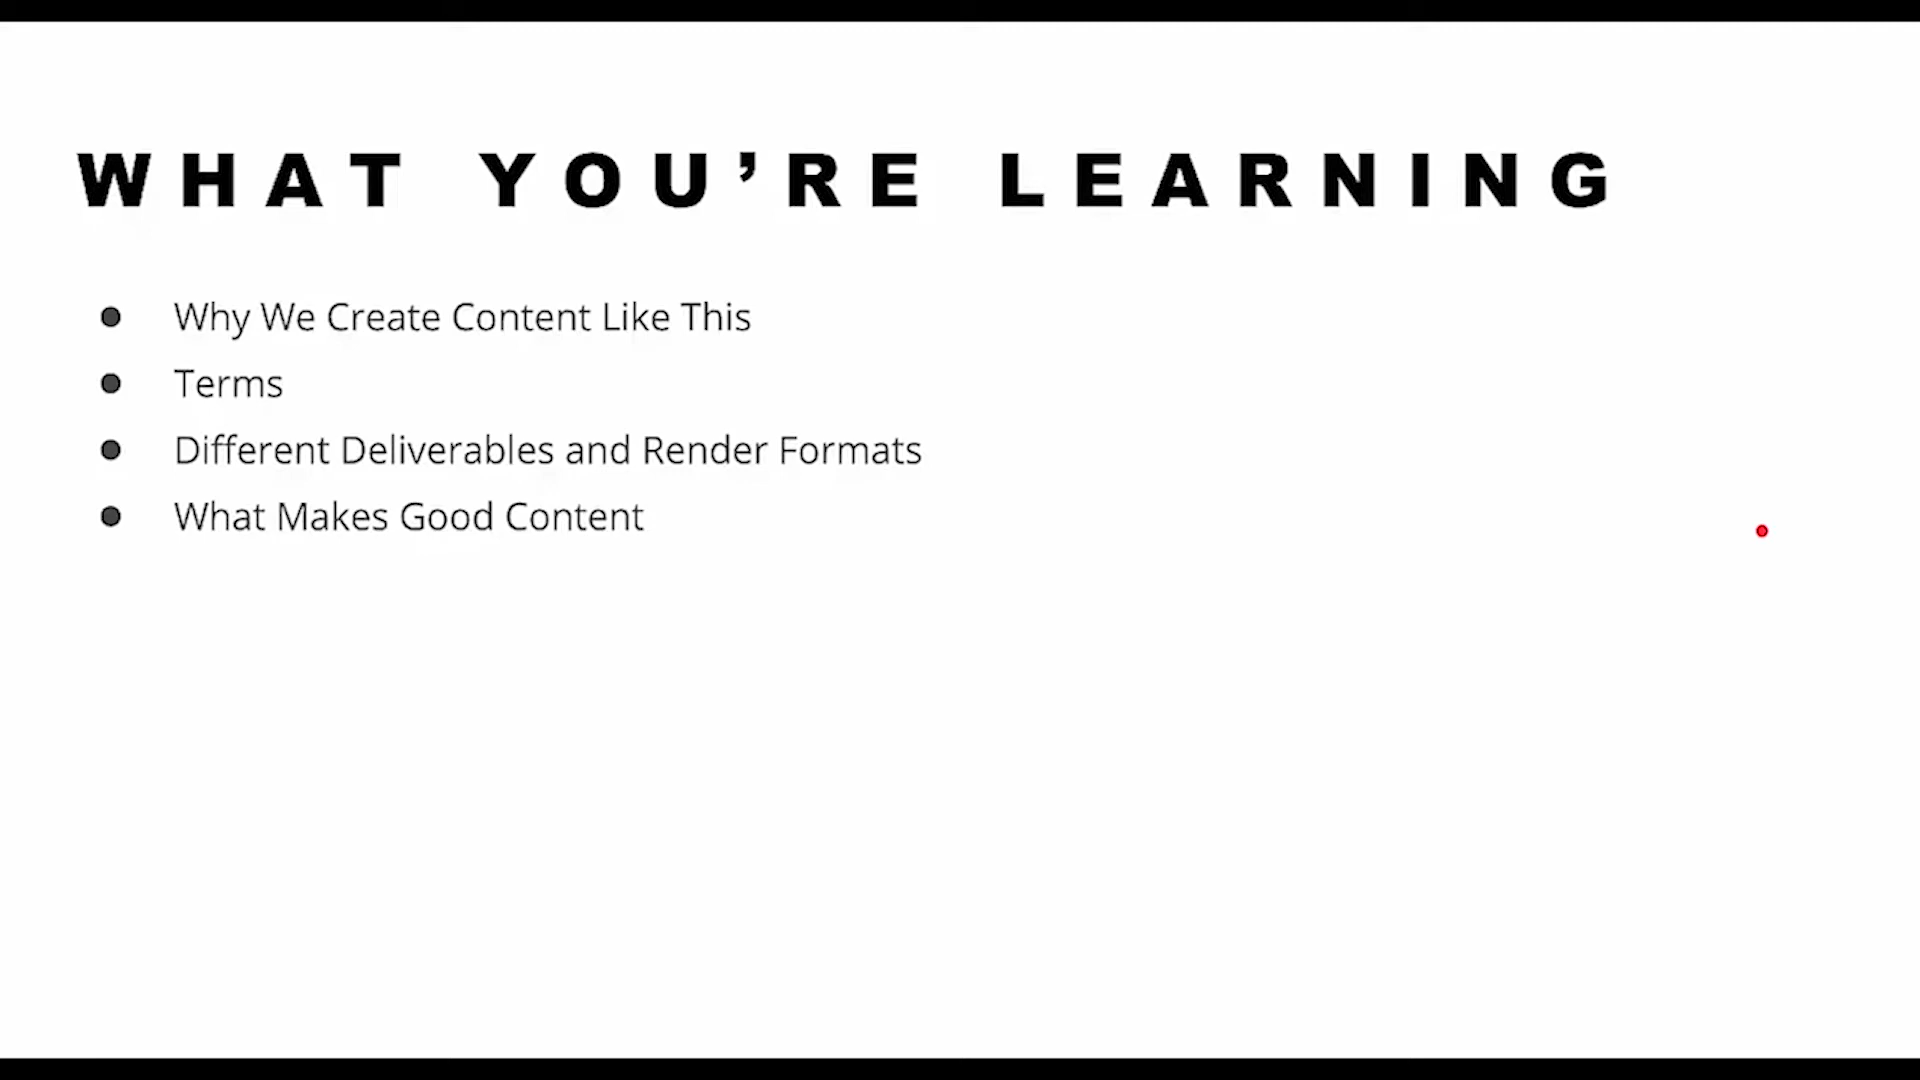 WHAT YOU’RE LEARNING
● Why We Create Content Like This
● Terms
● Different Deliverables and Render Formats
● What Makes Good Content